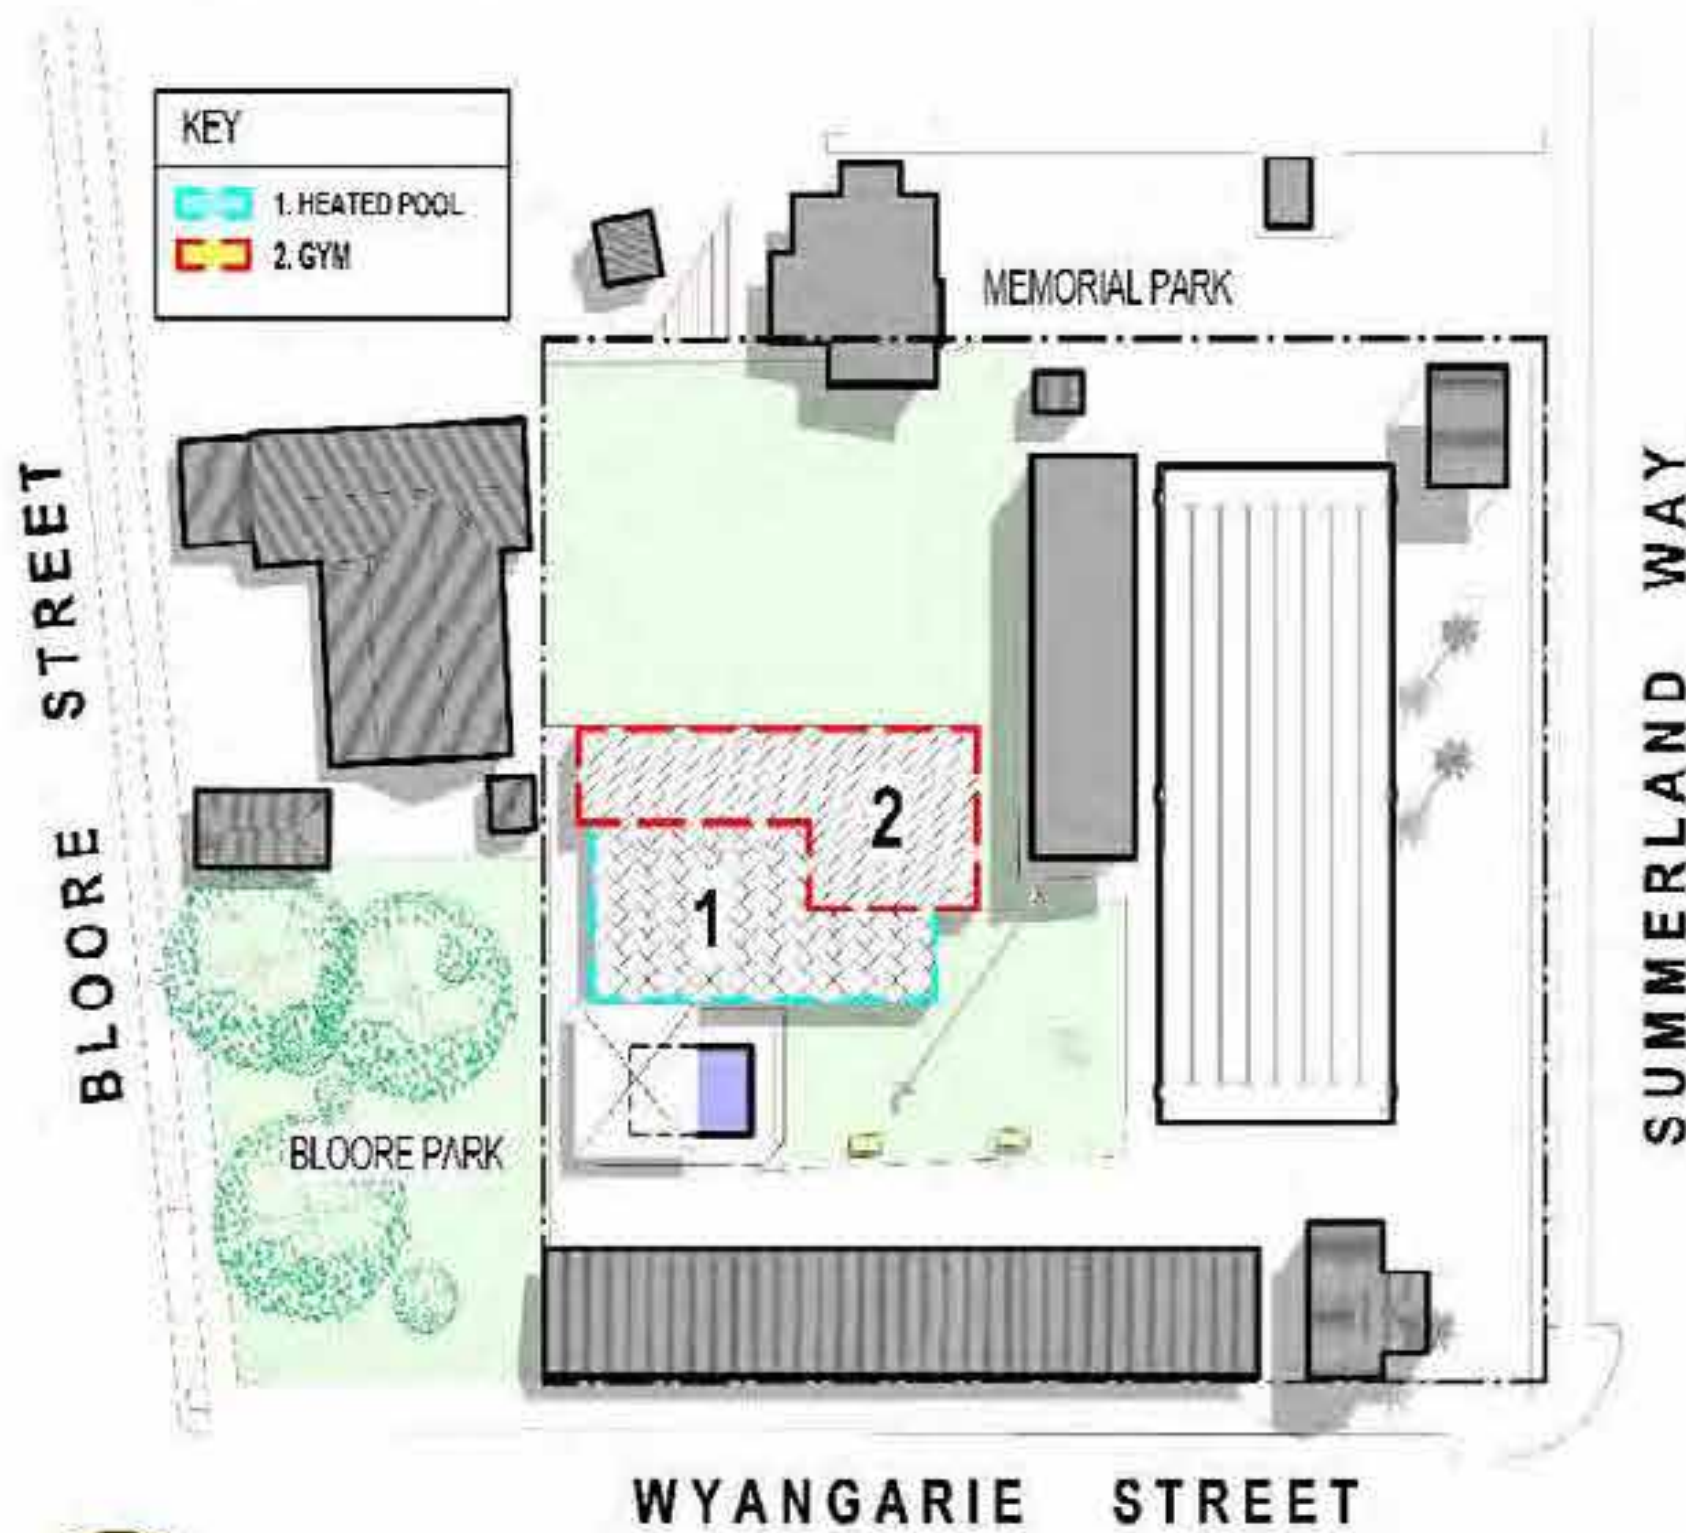 KEY
1. HEATED POOL
2. GYM
MEMORIAL PARK
BLOORE STREET
SUMMERLAND WAY
2
1
BLOORE PARK
WYANGARIE STREET